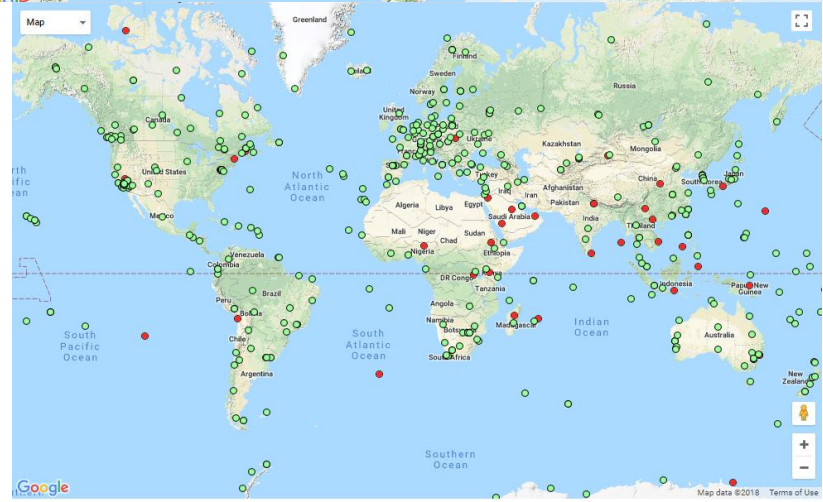 Map
Greenland
Finland
Sweden
Norway
Russia
United
Kingdom
Canada
Ukraine
Kazakhstan
Mongolia
North
Atlantic
Ocean
United States
Turkey
Iraq
Iran
Afghanistan
Pakistan
China
South Korea
Japan
Algeria
Libya
Egypt
Saudi Arabia
India
Mexico
Mali
Niger
Chad
Sudan
Nigeria
Ethiopia
Thailand
Venezuela
Colombia
DR Congo
Kenya
Tanzania
Indonesia
Papua New
Guinea
Peru
Brazil
Bolivia
Angola
Namibia
Botswana
Madagascar
Indian
Ocean
Australia
South
Pacific
Ocean
Chile
Argentina
South
Atlantic
Ocean
South Africa
New
Zealand
Southern
Ocean
Google
Map data ©2018 Terms of Use